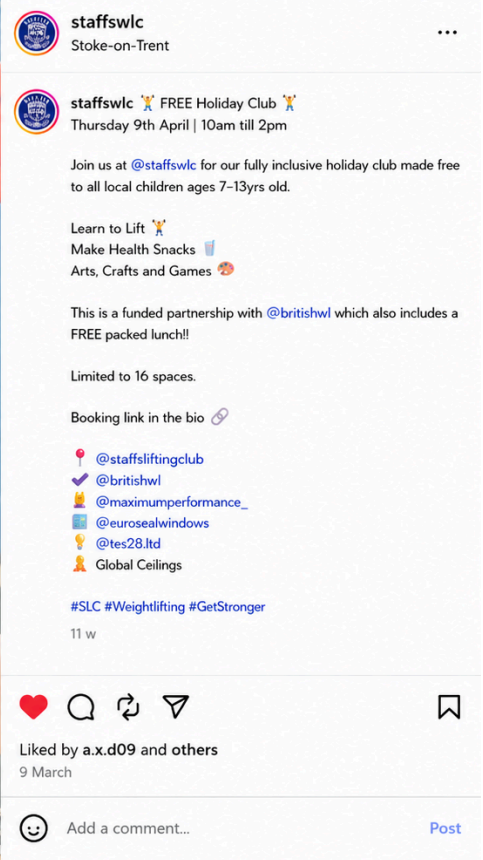 staffswlc
Stoke-on-Trent
staffswlc 🏋️ FREE Holiday Club 🏋️
Thursday 9th April | 10am till 2pm
Join us at @staffswlc for our fully inclusive holiday club made free
to all local children ages 7–13yrs old.
Learn to Lift 🏋️
Make Health Snacks 🥛
Arts, Crafts and Games 🎨
This is a funded partnership with @britishwl which also includes a
FREE packed lunch!!
Limited to 16 spaces.
Booking link in the bio 🔗
📍 @staffsliftingclub
✔️ @britishwl
@maximumperformance_
🪟 @eurosealwindows
💡 @tes28.ltd
Global Ceilings
#SLC #Weightlifting #GetStronger
11 w
Liked by a.x.d09 and others
9 March
Add a comment...
Post